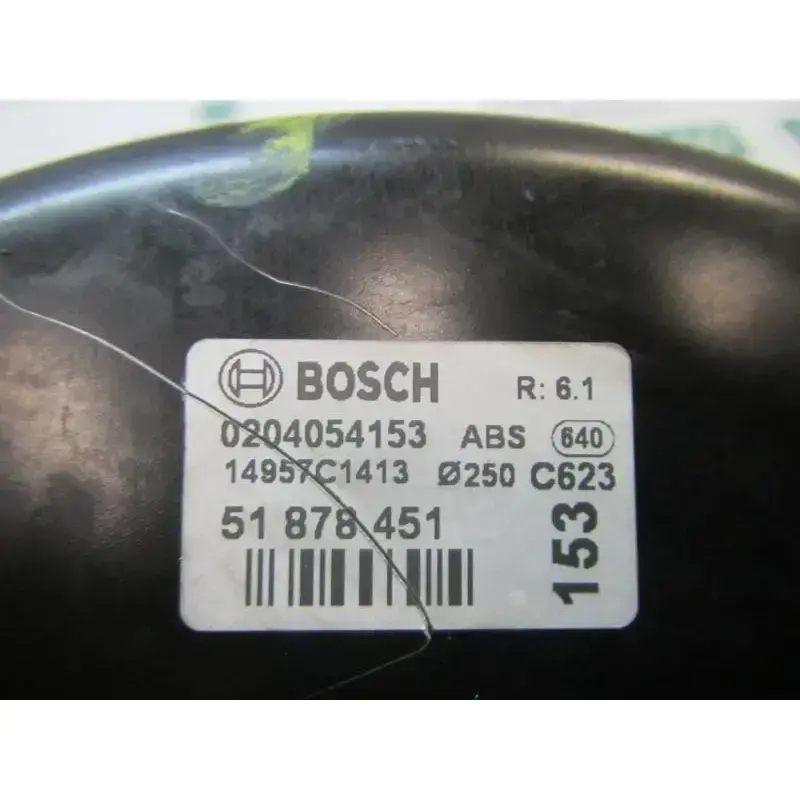 BOSCH R: 6.1
0204054153 ABS 640
14957C1413 Ø250 C623
51 878 451
153